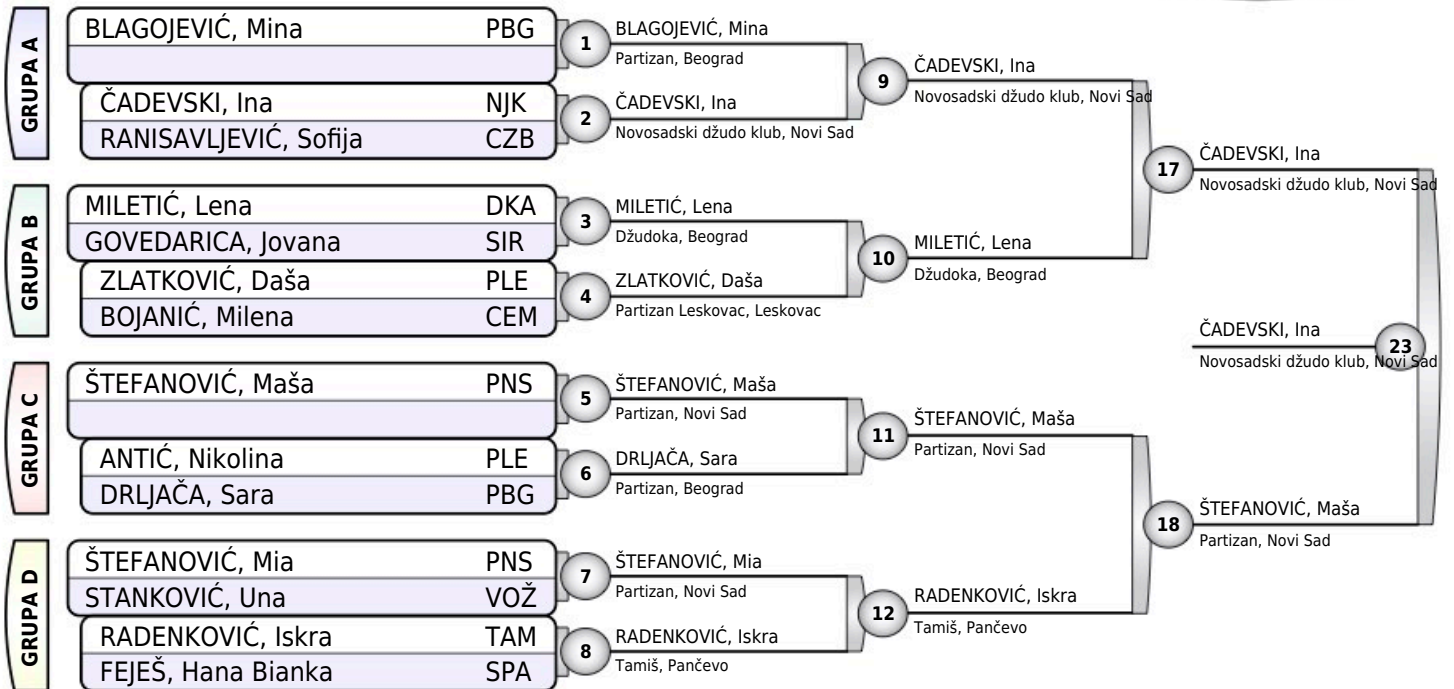 GRUPA A
BLAGOJEVIĆ, Mina PBG
ČADEVSKI, Ina NJK
RANISAVLJEVIĆ, Sofija CZB
GRUPA B
MILETIĆ, Lena DKA
GOVEDARICA, Jovana SIR
ZLATKOVIĆ, Daša PLE
BOJANIĆ, Milena CEM
GRUPA C
ŠTEFANOVIĆ, Maša PNS
ANTIĆ, Nikolina PLE
DRLJAČA, Sara PBG
GRUPA D
ŠTEFANOVIĆ, Mia PNS
STANKOVIĆ, Una VOŽ
RADENKOVIĆ, Iskra TAM
FEJEŠ, Hana Bianka SPA
1
BLAGOJEVIĆ, Mina
Partizan, Beograd
2
ČADEVSKI, Ina
Novosadski džudo klub, Novi Sad
3
MILETIĆ, Lena
Džudoka, Beograd
4
ZLATKOVIĆ, Daša
Partizan Leskovac, Leskovac
5
ŠTEFANOVIĆ, Maša
Partizan, Novi Sad
6
DRLJAČA, Sara
Partizan, Beograd
7
ŠTEFANOVIĆ, Mia
Partizan, Novi Sad
8
RADENKOVIĆ, Iskra
Tamiš, Pančevo
9
ČADEVSKI, Ina
Novosadski džudo klub, Novi Sad
10
MILETIĆ, Lena
Džudoka, Beograd
11
ŠTEFANOVIĆ, Maša
Partizan, Novi Sad
12
RADENKOVIĆ, Iskra
Tamiš, Pančevo
17
ČADEVSKI, Ina
Novosadski džudo klub, Novi Sad
18
ŠTEFANOVIĆ, Maša
Partizan, Novi Sad
ČADEVSKI, Ina
23
Novosadski džudo klub, Novi Sad